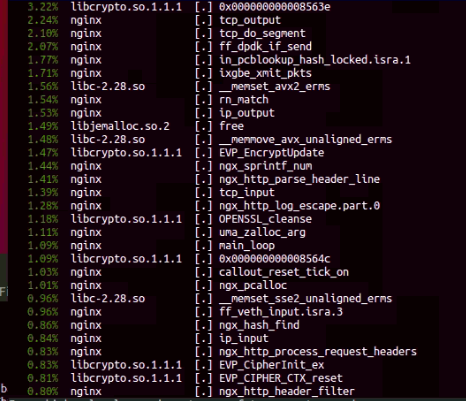 3.22% libcrypto.so.1.1.1 [.] 0x000000000008563e
2.24% nginx [.] tcp_output
2.10% nginx [.] tcp_do_segment
2.07% nginx [.] ff_dpdk_if_send
1.77% nginx [.] in_pcblookup_hash_locked.isra.1
1.71% nginx [.] ixgbe_xmit_pkts
1.56% libc-2.28.so [.] __memset_avx2_erms
1.54% nginx [.] rn_match
1.53% nginx [.] ip_output
1.49% libjemalloc.so.2 [.] free
1.48% libc-2.28.so [.] __memmove_avx_unaligned_erms
1.47% libcrypto.so.1.1.1 [.] EVP_EncryptUpdate
1.44% nginx [.] ngx_sprintf_num
1.41% nginx [.] ngx_http_parse_header_line
1.39% nginx [.] tcp_input
1.28% nginx [.] ngx_http_log_escape.part.0
1.18% libcrypto.so.1.1.1 [.] OPENSSL_cleanse
1.11% nginx [.] uma_zalloc_arg
1.09% nginx [.] main_loop
1.09% libcrypto.so.1.1.1 [.] 0x000000000008564c
1.03% nginx [.] callout_reset_tick_on
1.01% nginx [.] ngx_pcalloc
0.96% libc-2.28.so [.] __memset_sse2_unaligned_erms
0.96% nginx [.] ff_veth_input.isra.3
0.86% nginx [.] ngx_hash_find
0.84% nginx [.] ip_input
0.83% nginx [.] ngx_http_process_request_headers
0.83% libcrypto.so.1.1.1 [.] EVP_CipherInit_ex
0.81% libcrypto.so.1.1.1 [.] EVP_CIPHER_CTX_reset
0.80% nginx [.] ngx_http_header_filter